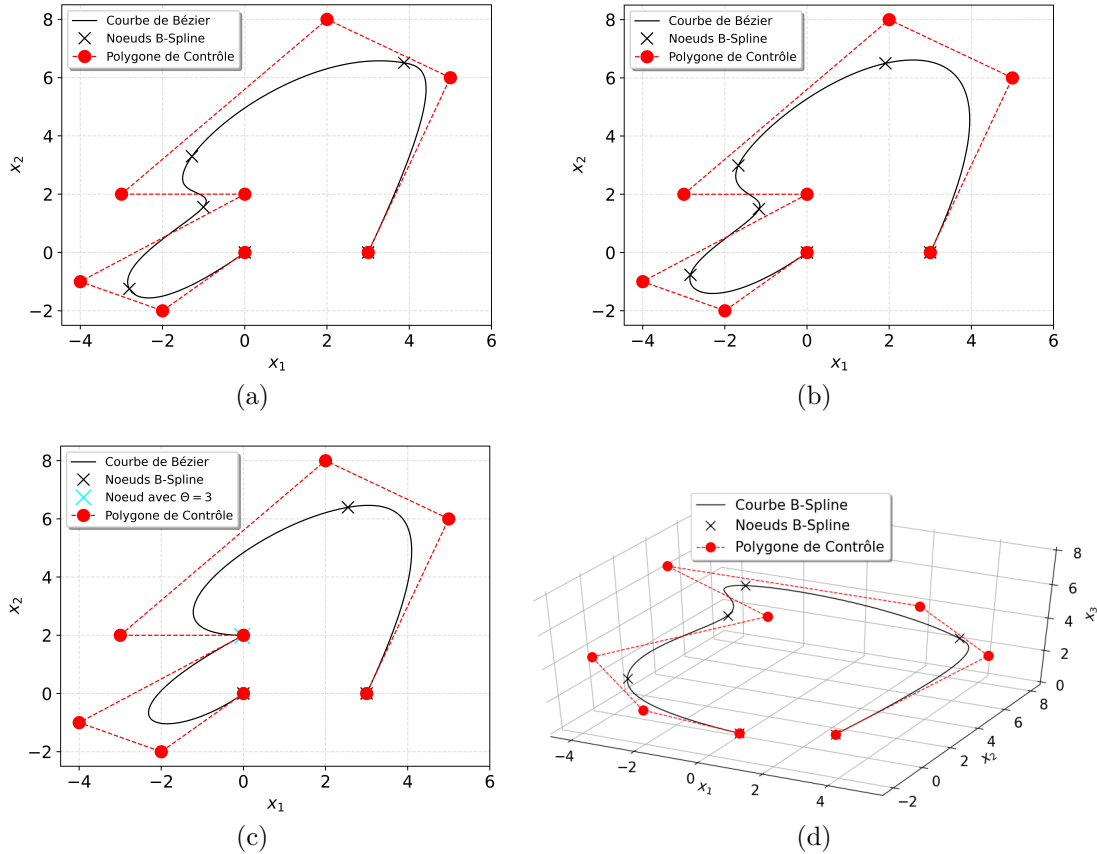 Courbe de Bézier
Noeuds B-Spline
Polygone de Contrôle
8
6
4
2
0
−2
x₂
−4 −2 0 2 4 6
x₁
(a)
Courbe de Bézier
Noeuds B-Spline
Polygone de Contrôle
8
6
4
2
0
−2
x₂
−4 −2 0 2 4 6
x₁
(b)
Courbe de Bézier
Noeuds B-Spline
Noeud avec Θ = 3
Polygone de Contrôle
8
6
4
2
0
−2
x₂
−4 −2 0 2 4 6
x₁
(c)
Courbe B-Spline
Noeuds B-Spline
Polygone de Contrôle
8
6
4
2
0
x₃
8
6
4
2
0
−2
x₂
−4 −2 0 2 4
x₁
(d)